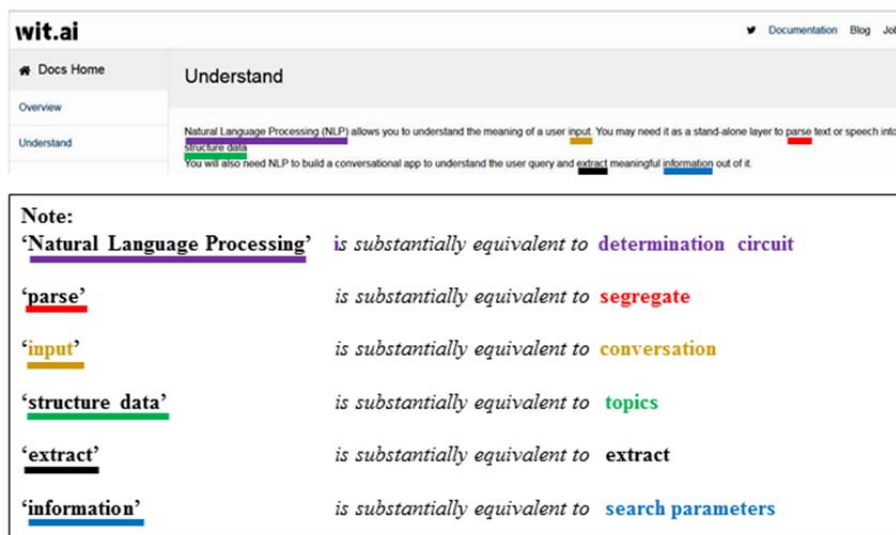 wit.ai
Documentation Blog
Docs Home
Understand
Overview
Natural Language Processing (NLP) allows you to understand the meaning of a user input. You may need it as a stand-alone layer to parse text or speech into
Understand
structure data
You will also need NLP to build a conversational app to understand the user query and extract meaningful information out of it.
Note:
‘Natural Language Processing’ is substantially equivalent to determination circuit
‘parse’ is substantially equivalent to segregate
‘input’ is substantially equivalent to conversation
‘structure data’ is substantially equivalent to topics
‘extract’ is substantially equivalent to extract
‘information’ is substantially equivalent to search parameters